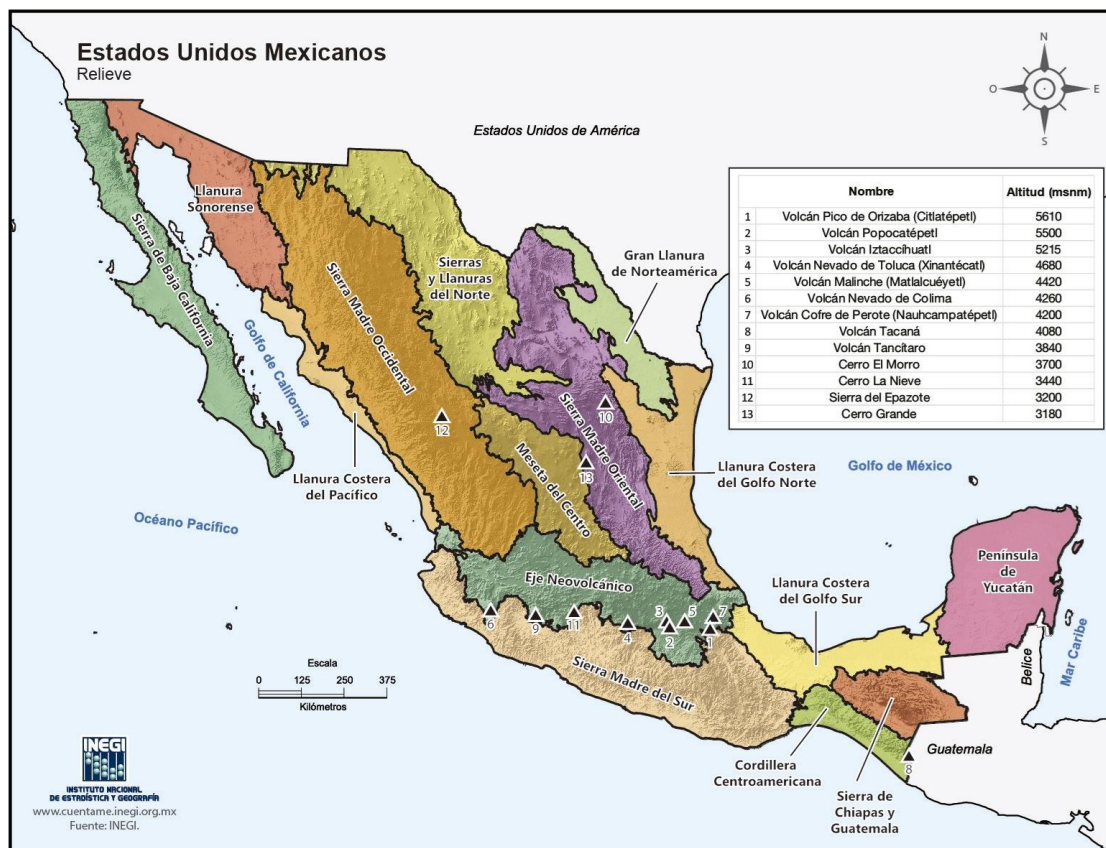 Estados Unidos Mexicanos
Relieve
N
O
E
S
Estados Unidos de América
Nombre Altitud (msnm)
1 Volcán Pico de Orizaba (Citlatépetl) 5610
2 Volcán Popocatépetl 5500
3 Volcán Iztaccíhuatl 5215
4 Volcán Nevado de Toluca (Xinantécatl) 4680
5 Volcán Malinche (Matlalcuéyetl) 4420
6 Volcán Nevado de Colima 4260
7 Volcán Cofre de Perote (Nauhcampatépetl) 4200
8 Volcán Tacaná 4080
9 Volcán Tancítaro 3840
10 Cerro El Morro 3700
11 Cerro La Nieve 3440
12 Sierra del Epazote 3200
13 Cerro Grande 3180
Llanura
Sonorense
Sierra de Baja California
Golfo de California
Sierra Madre Occidental
Sierras
y Llanuras
del Norte
Gran Llanura
de Norteamérica
12
10
13
Sierra Madre Oriental
Meseta del Centro
Llanura Costera
del Pacífico
Llanura Costera
del Golfo Norte
Golfo de México
Océano Pacífico
Península
de
Yucatán
Eje Neovolcánico
Llanura Costera
del Golfo Sur
6
9
11
4
3
2
5
7
1
Sierra Madre del Sur
Belice
Mar Caribe
Escala
0 125 250 375
Kilómetros
Guatemala
8
Cordillera
Centroamericana
Sierra de
Chiapas y
Guatemala
INEGI
INSTITUTO NACIONAL
DE ESTADÍSTICA Y GEOGRAFÍA
www.cuentame.inegi.org.mx
Fuente: INEGI.